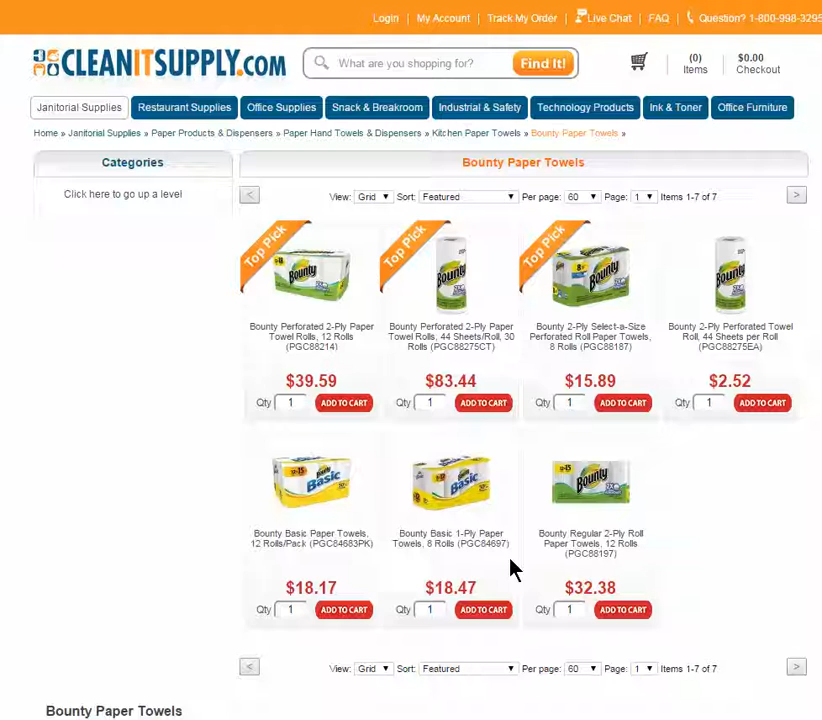 Login | My Account | Track My Order | Live Chat | FAQ | Question? 1-800-998-3295
CLEANITSUPPLY.COM
What are you shopping for?
Find It!
(0)
Items
$0.00
Checkout
Janitorial Supplies
Restaurant Supplies
Office Supplies
Snack & Breakroom
Industrial & Safety
Technology Products
Ink & Toner
Office Furniture
Home » Janitorial Supplies » Paper Products & Dispensers » Paper Hand Towels & Dispensers » Kitchen Paper Towels » Bounty Paper Towels »
Categories
Click here to go up a level
Bounty Paper Towels
< View: Grid Sort: Featured Per page: 60 Page: 1 Items 1-7 of 7 >
Top Pick
Bounty
Bounty Perforated 2-Ply Paper
Towel Rolls, 12 Rolls
(PGC88214)
$39.59
Qty 1 ADD TO CART
Top Pick
Bounty
Bounty Perforated 2-Ply Paper
Towel Rolls, 44 Sheets/Roll, 30
Rolls (PGC88275CT)
$83.44
Qty 1 ADD TO CART
Top Pick
Bounty
Bounty 2-Ply Select-a-Size
Perforated Roll Paper Towels,
8 Rolls (PGC88187)
$15.89
Qty 1 ADD TO CART
Bounty
Bounty 2-Ply Perforated Towel
Roll, 44 Sheets per Roll
(PGC88275EA)
$2.52
Qty 1 ADD TO CART
Bounty
Basic
Bounty Basic Paper Towels,
12 Rolls/Pack (PGC84683PK)
$18.17
Qty 1 ADD TO CART
Bounty
Basic
Bounty Basic 1-Ply Paper
Towels, 8 Rolls (PGC84697)
$18.47
Qty 1 ADD TO CART
Bounty
Bounty Regular 2-Ply Roll
Paper Towels, 12 Rolls
(PGC88197)
$32.38
Qty 1 ADD TO CART
< View: Grid Sort: Featured Per page: 60 Page: 1 Items 1-7 of 7 >
Bounty Paper Towels